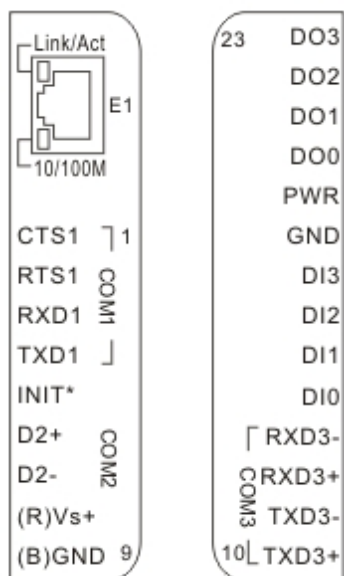 Link/Act
E1
10/100M
CTS1 1
RTS1
RXD1
TXD1
COM1
INIT*
D2+
D2-
COM2
(R)Vs+
(B)GND 9
23 DO3
DO2
DO1
DO0
PWR
GND
DI3
DI2
DI1
DI0
RXD3-
RXD3+
COM3
TXD3-
10 TXD3+